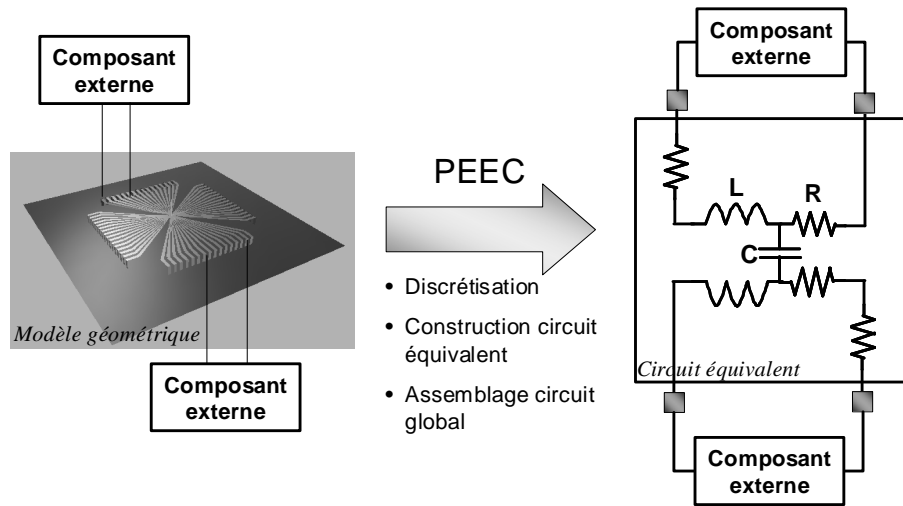 Composant
externe
Modèle géométrique
Composant
externe
PEEC
• Discrétisation
• Construction circuit
équivalent
• Assemblage circuit
global
Composant
externe
L
R
C
Circuit équivalent
Composant
externe